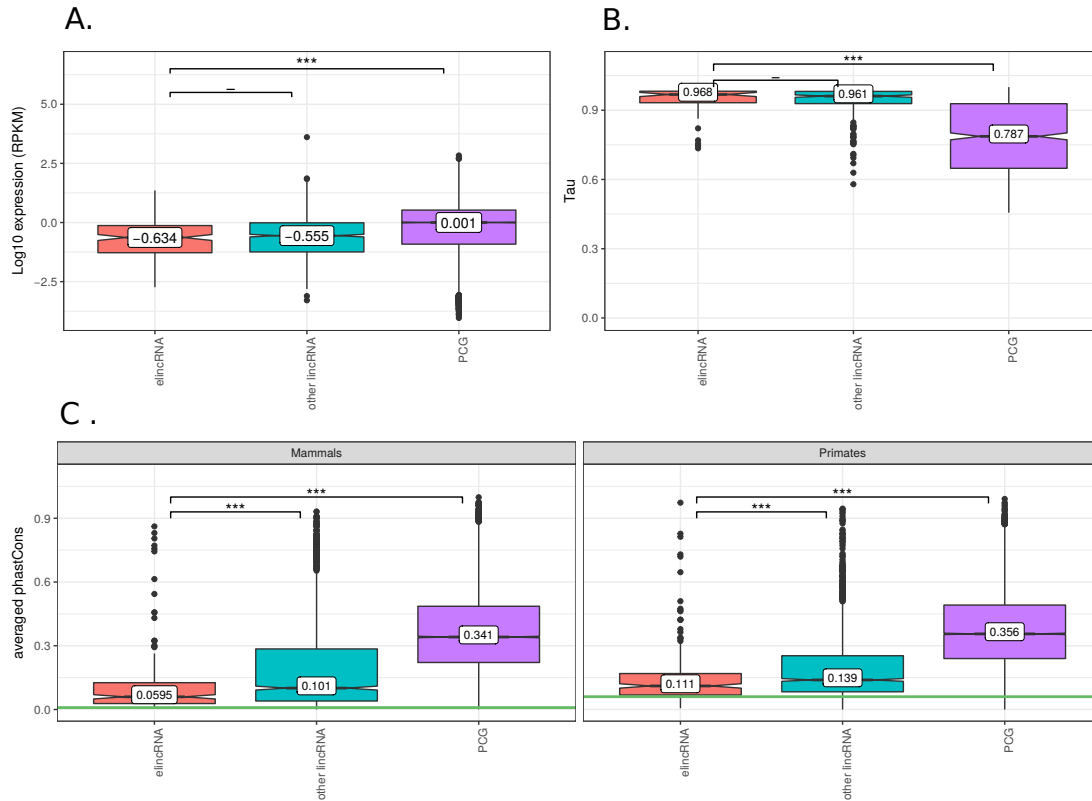 A.
***
–
5.0
2.5
0.0
−2.5
Log10 expression (RPKM)
−0.634
−0.555
0.001
elincRNA
other lincRNA
PCG
B.
***
–
0.9
0.6
0.3
0.0
Tau
0.968
0.961
0.787
elincRNA
other lincRNA
PCG
C .
Mammals
Primates
averaged phastCons
0.9
0.6
0.3
0.0
***
***
0.0595
0.101
0.341
elincRNA
other lincRNA
PCG
***
***
0.111
0.139
0.356
elincRNA
other lincRNA
PCG